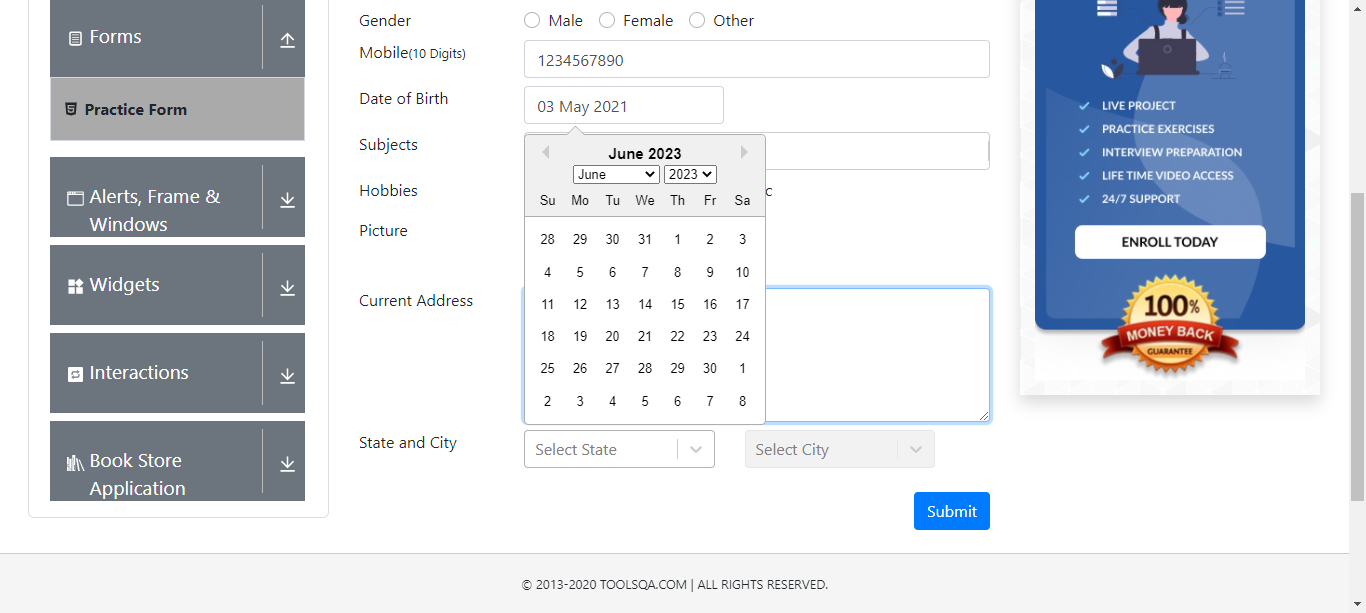 Forms
Practice Form
Alerts, Frame &
Windows
Widgets
Interactions
Book Store
Application
Gender
Male Female Other
Mobile(10 Digits)
1234567890
Date of Birth
03 May 2021
Subjects
Hobbies
Picture
Current Address
State and City
June 2023
June 2023
Su Mo Tu We Th Fr Sa
28 29 30 31 1 2 3
4 5 6 7 8 9 10
11 12 13 14 15 16 17
18 19 20 21 22 23 24
25 26 27 28 29 30 1
2 3 4 5 6 7 8
c
Select State
Select City
Submit
LIVE PROJECT
PRACTICE EXERCISES
INTERVIEW PREPARATION
LIFE TIME VIDEO ACCESS
24/7 SUPPORT
ENROLL TODAY
100%
MONEY BACK
GUARANTEE
© 2013-2020 TOOLSQA.COM | ALL RIGHTS RESERVED.